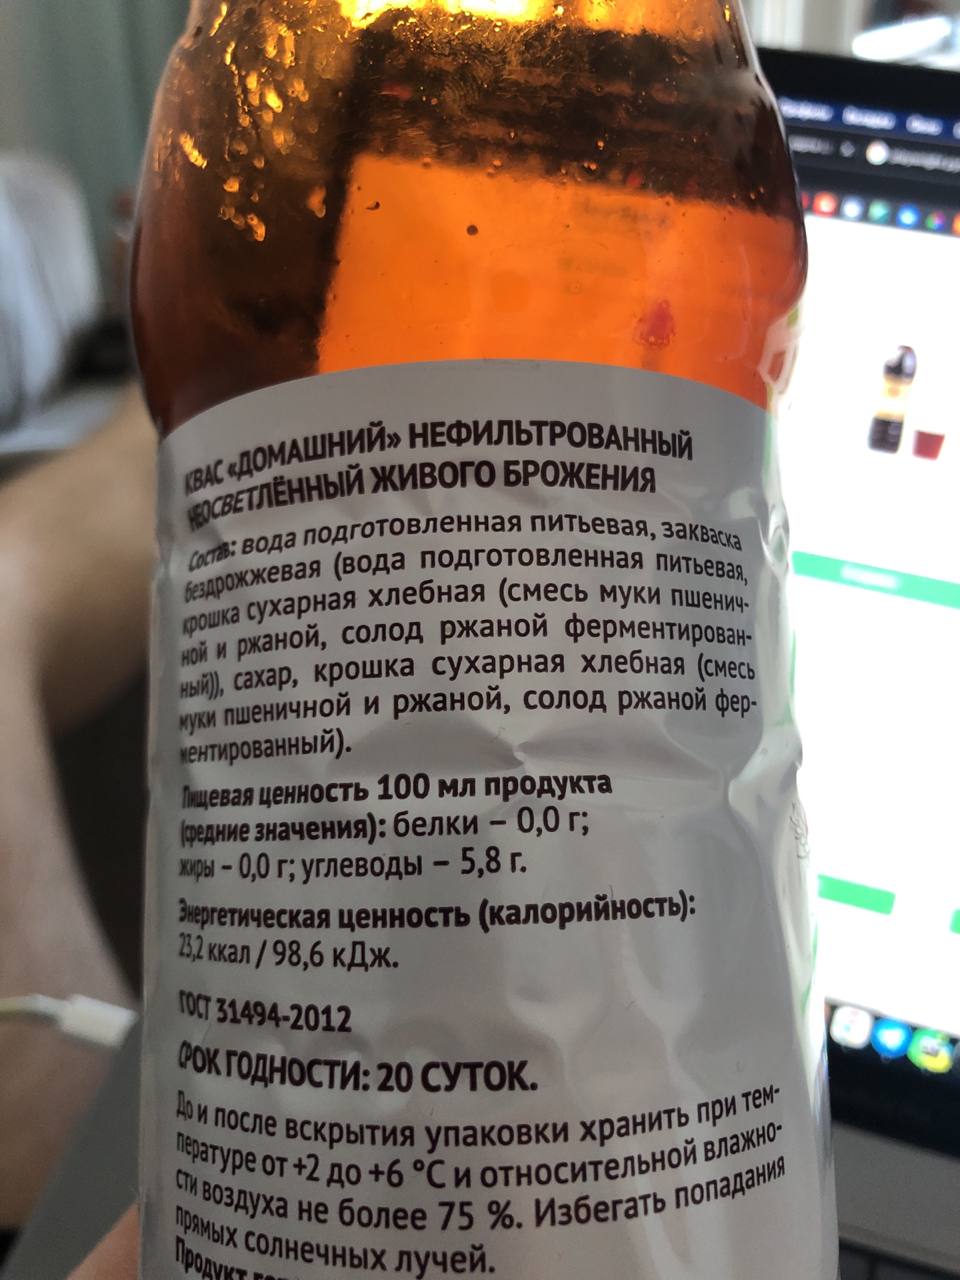 КВАС «ДОМАШНИЙ» НЕФИЛЬТРОВАННЫЙ
НЕОСВЕТЛЁННЫЙ ЖИВОГО БРОЖЕНИЯ
Состав: вода подготовленная питьевая, закваска
бездрожжевая (вода подготовленная питьевая,
крошка сухарная хлебная (смесь муки пшенич-
ной и ржаной, солод ржаной ферментирован-
ный)), сахар, крошка сухарная хлебная (смесь
муки пшеничной и ржаной, солод ржаной фер-
ментированный).
Пищевая ценность 100 мл продукта
(средние значения): белки – 0,0 г;
жиры – 0,0 г; углеводы – 5,8 г.
Энергетическая ценность (калорийность):
23,2 ккал / 98,6 кДж.
ГОСТ 31494-2012
СРОК ГОДНОСТИ: 20 СУТОК.
До и после вскрытия упаковки хранить при тем-
пературе от +2 до +6 °С и относительной влажно-
сти воздуха не более 75 %. Избегать попадания
прямых солнечных лучей.
Продукт